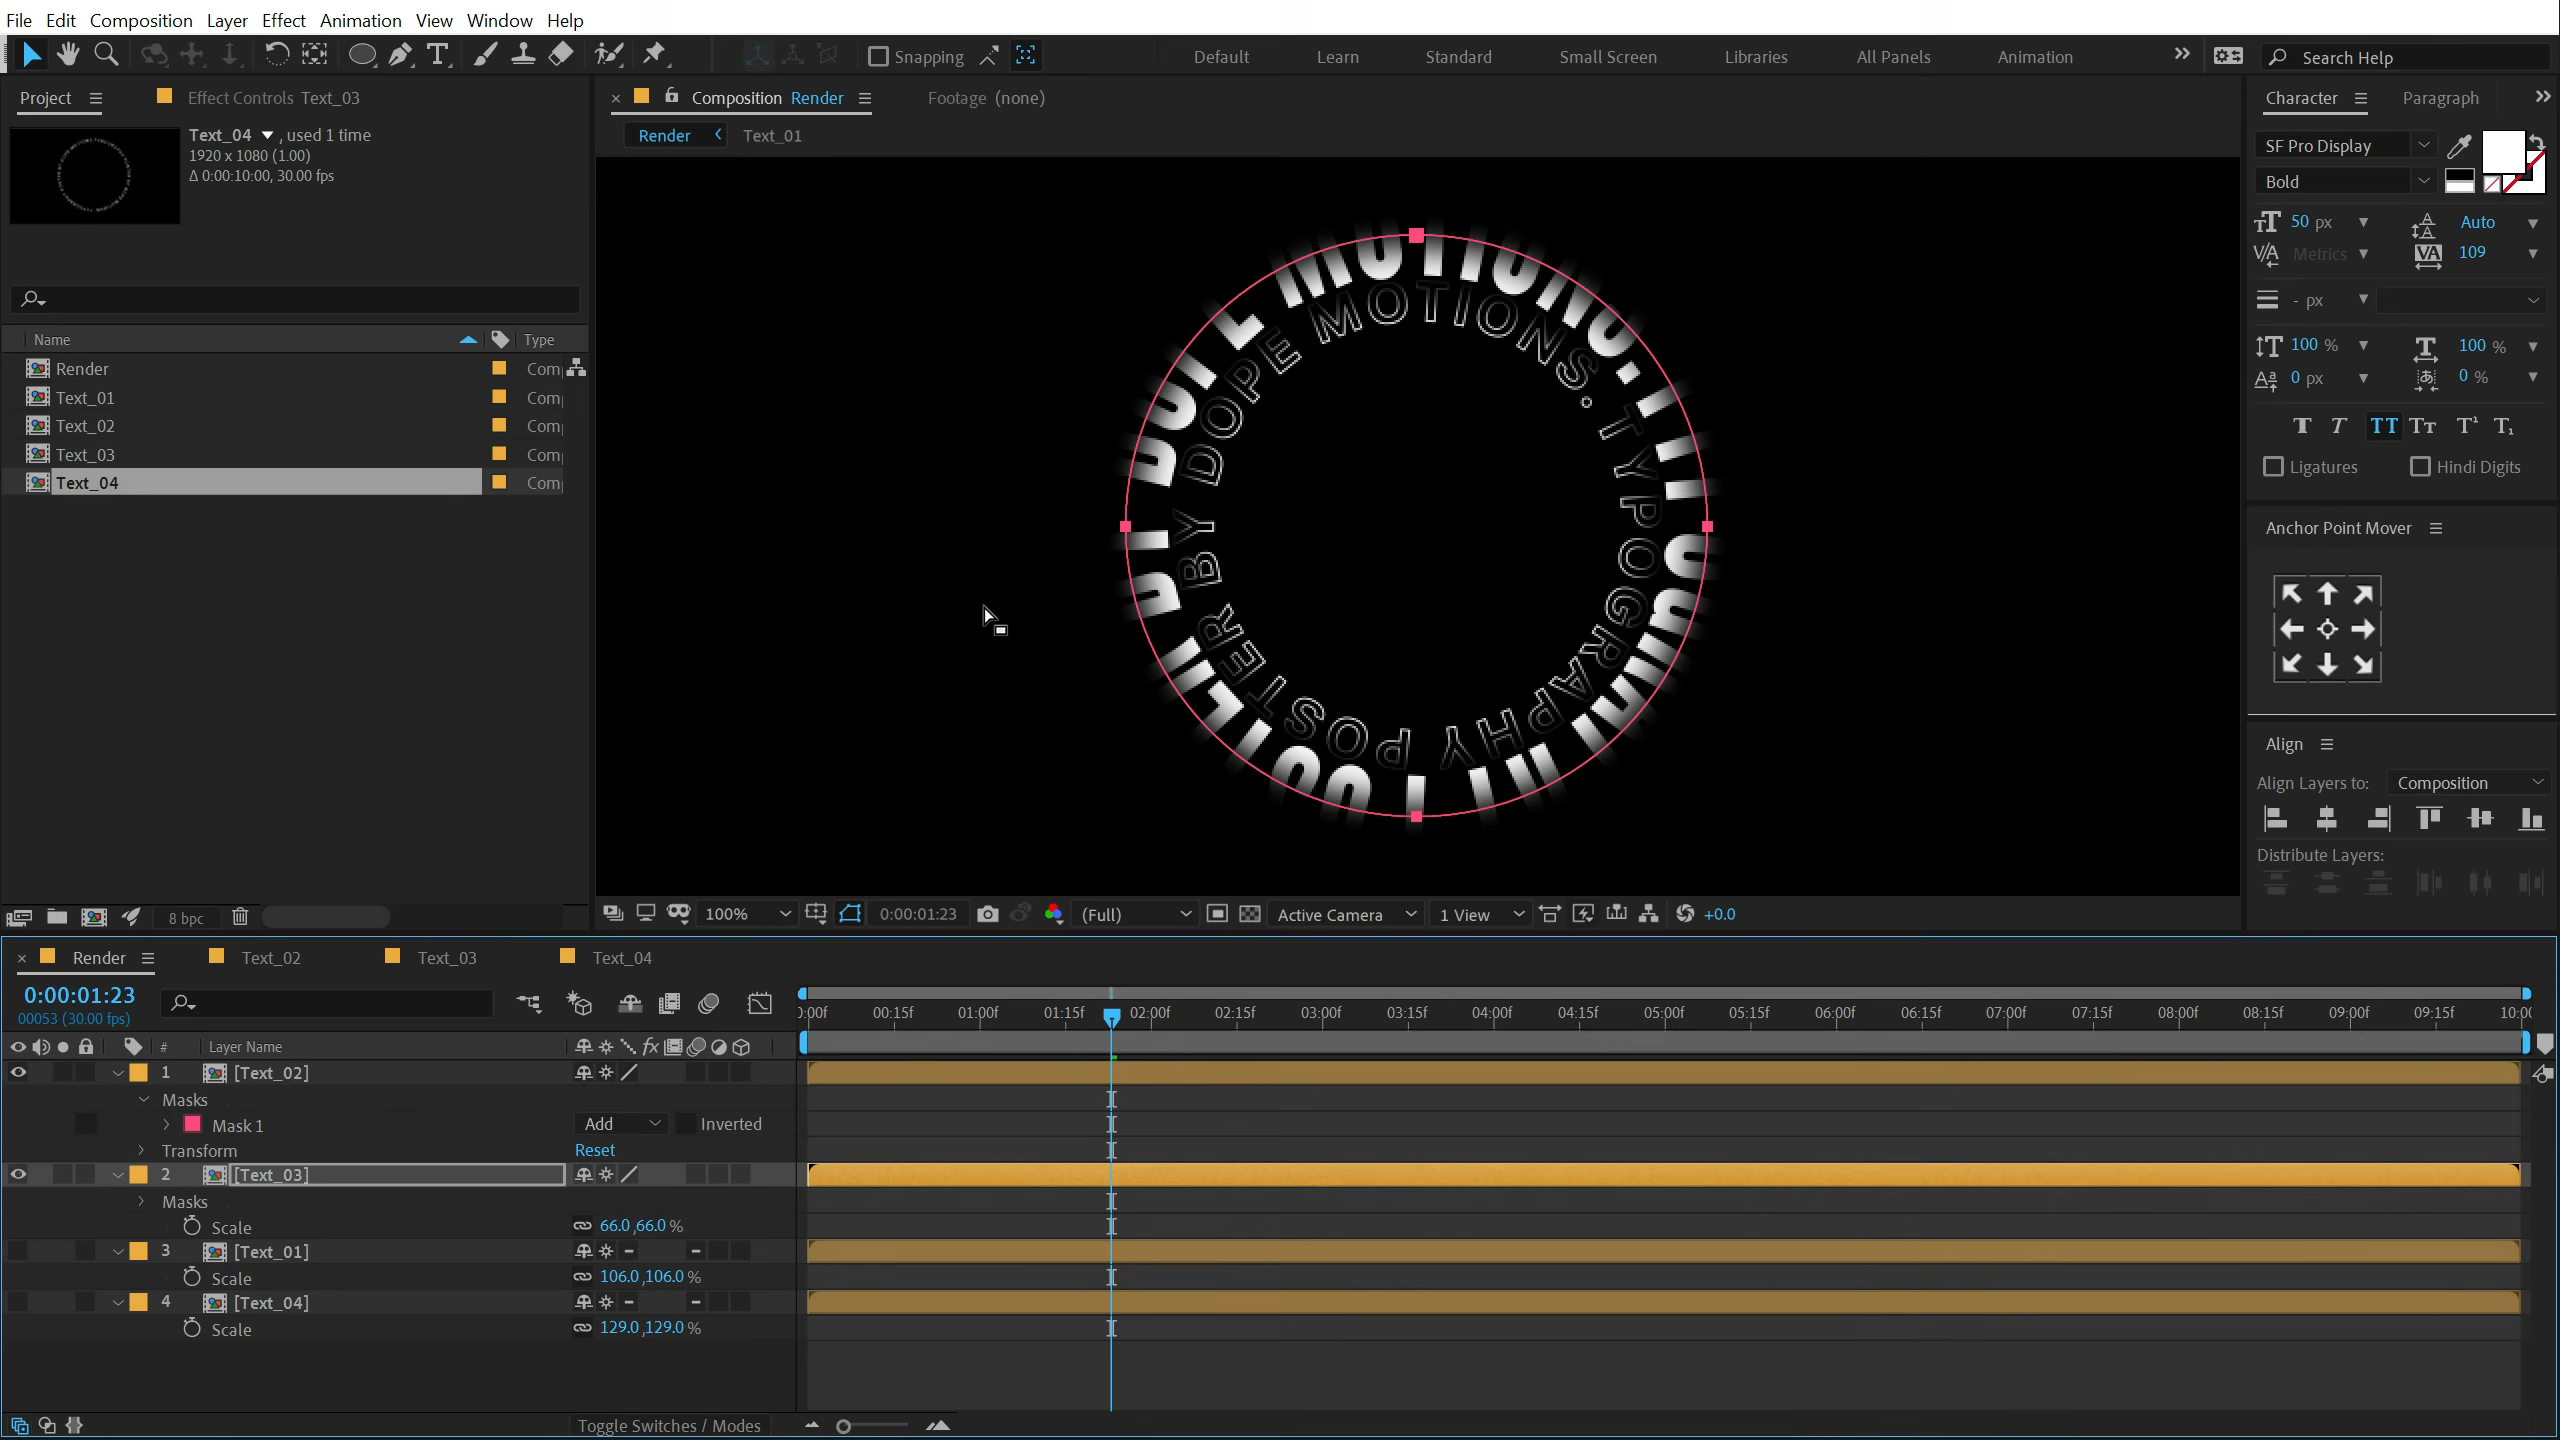 File Edit Composition Layer Effect Animation View Window Help
Snapping
Default Learn Standard Small Screen Libraries All Panels Animation
Search Help
Project
Effect Controls Text_03
Composition Render
Footage (none)
Character
Paragraph
Text_04 , used 1 time
1920 x 1080 (1.00)
Δ 0:00:10:00, 30.00 fps
Render
Text_01
SF Pro Display
Bold
50 px
Auto
Metrics
109
- px
100 %
100 %
0 px
0 %
Ligatures
Hindi Digits
Name
Type
Render
Text_01
Text_02
Text_03
Text_04
BY DOPE MOTIONS. TYPOGRAPHY POSTER
Anchor Point Mover
Align
Align Layers to: Composition
Distribute Layers:
8 bpc
100%
0:00:01:23
(Full)
Active Camera
1 View
+0.0
Render
Text_02
Text_03
Text_04
0:00:01:23
00053 (30.00 fps)
00:15f 01:00f 01:15f 02:00f 02:15f 03:00f 03:15f 04:00f 04:15f 05:00f 05:15f 06:00f 06:15f 07:00f 07:15f 08:00f 08:15f 09:00f 09:15f
# Layer Name
1 [Text_02]
Masks
Mask 1 Add Inverted
Transform Reset
2 [Text_03]
Masks
Scale 66.0,66.0 %
3 [Text_01]
Scale 106.0,106.0 %
4 [Text_04]
Scale 129.0,129.0 %
Toggle Switches / Modes